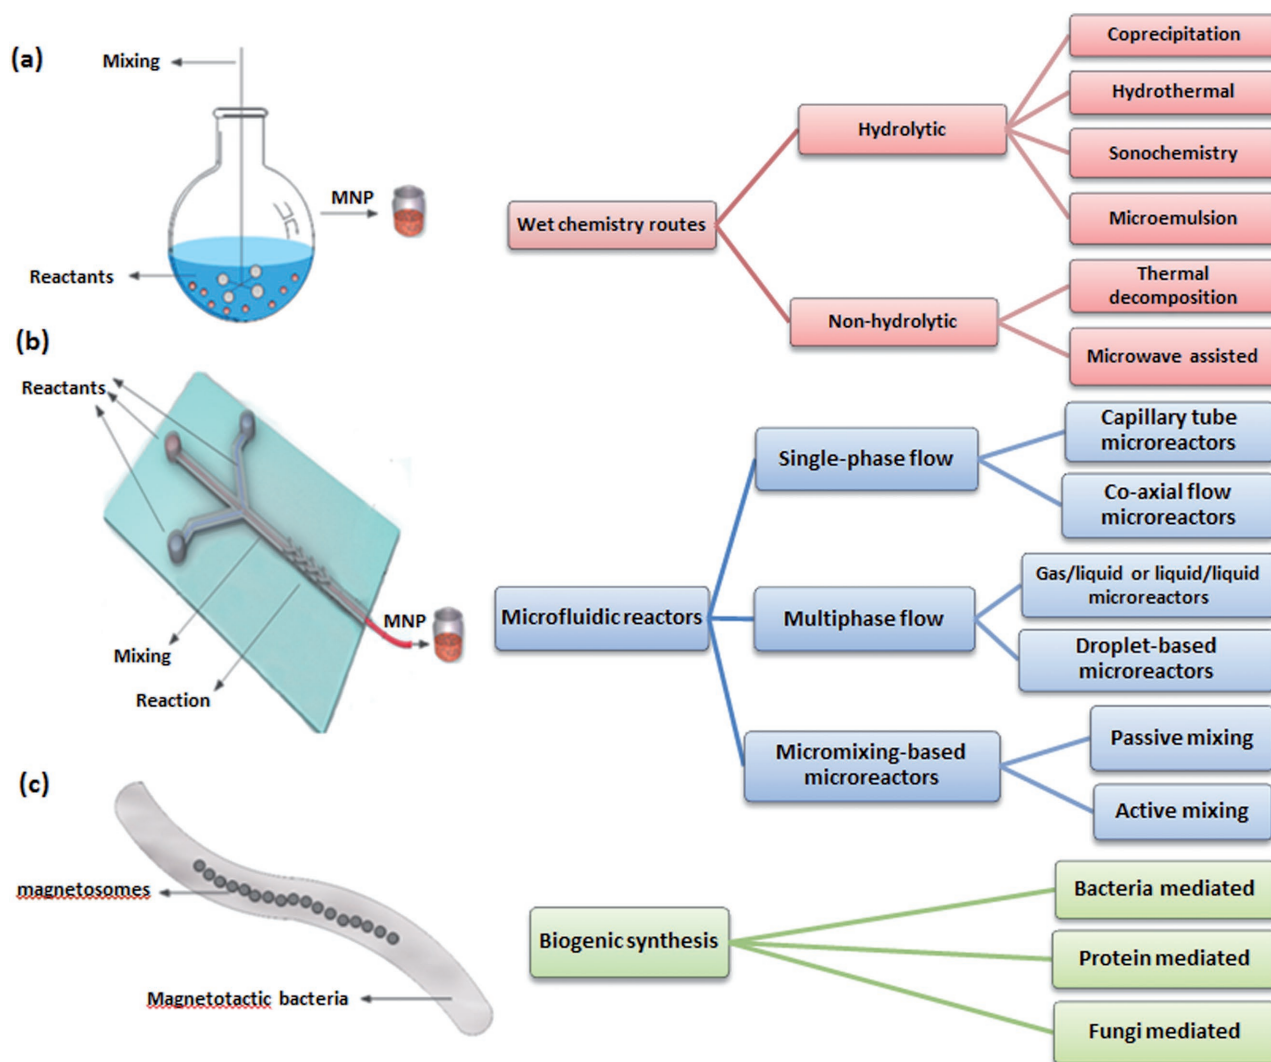 (a)
Mixing
MNP
Reactants
Wet chemistry routes
Hydrolytic
Non-hydrolytic
Coprecipitation
Hydrothermal
Sonochemistry
Microemulsion
Thermal
decomposition
Microwave assisted
(b)
Reactants
MNP
Mixing
Reaction
Microfluidic reactors
Single-phase flow
Multiphase flow
Micromixing-based
microreactors
Capillary tube
microreactors
Co-axial flow
microreactors
Gas/liquid or liquid/liquid
microreactors
Droplet-based
microreactors
Passive mixing
Active mixing
(c)
magnetosomes
Magnetotactic bacteria
Biogenic synthesis
Bacteria mediated
Protein mediated
Fungi mediated